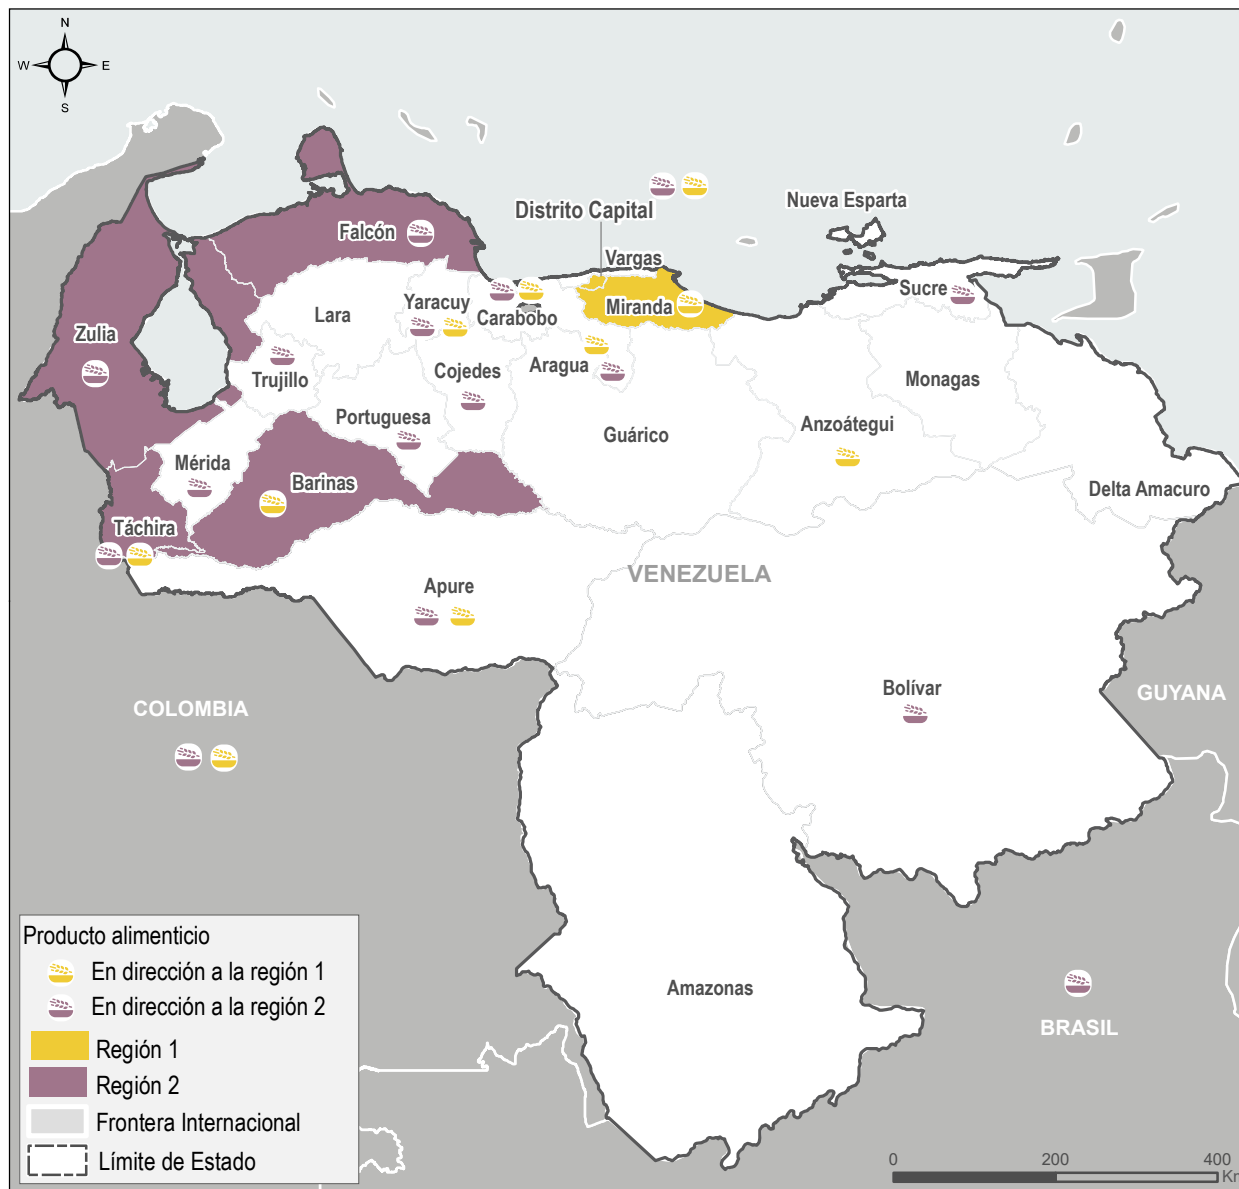 N
W E
S
Nueva Esparta
Distrito Capital
Falcón
Vargas
Sucre
Yaracuy
Miranda
Lara
Carabobo
Zulia
Aragua
Cojedes
Trujillo
Monagas
Portuguesa
Anzoátegui
Guárico
Mérida
Barinas
Delta Amacuro
Táchira
VENEZUELA
Apure
Bolívar
GUYANA
COLOMBIA
Amazonas
BRASIL
Producto alimenticio
En dirección a la región 1
En dirección a la región 2
Región 1
Región 2
Frontera Internacional
Límite de Estado
0 200 400
Km